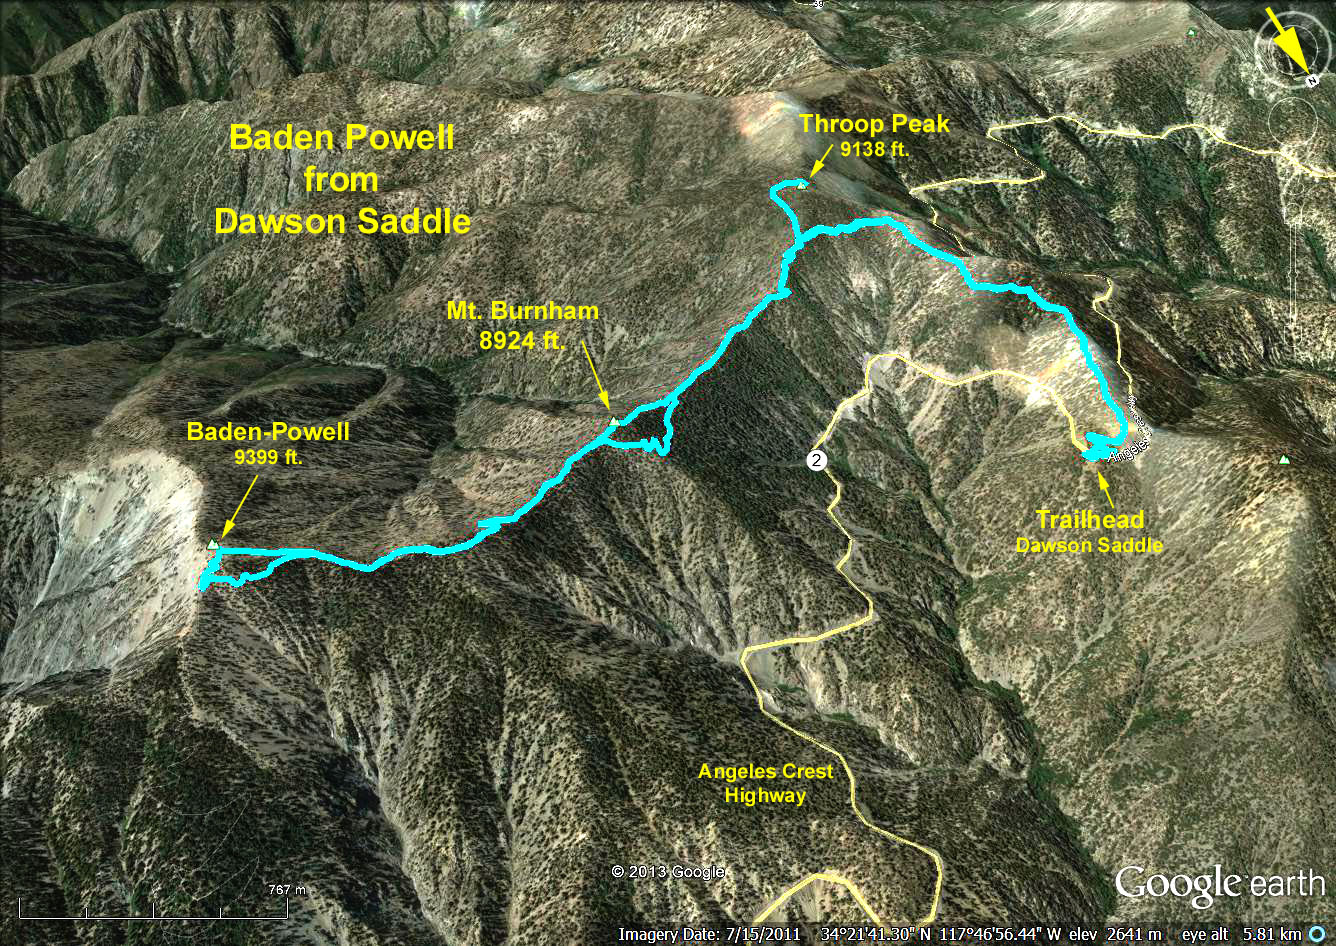 39
N
Throop Peak
9138 ft.
Baden Powell
from
Dawson Saddle
Mt. Burnham
8924 ft.
Baden-Powell
9399 ft.
2
Angeles
Trailhead
Dawson Saddle
Angeles Crest
Highway
© 2013 Google
Google earth
767 m
Imagery Date: 7/15/2011 34°21'41.30" N 117°46'56.44" W elev 2641 m eye alt 5.81 km